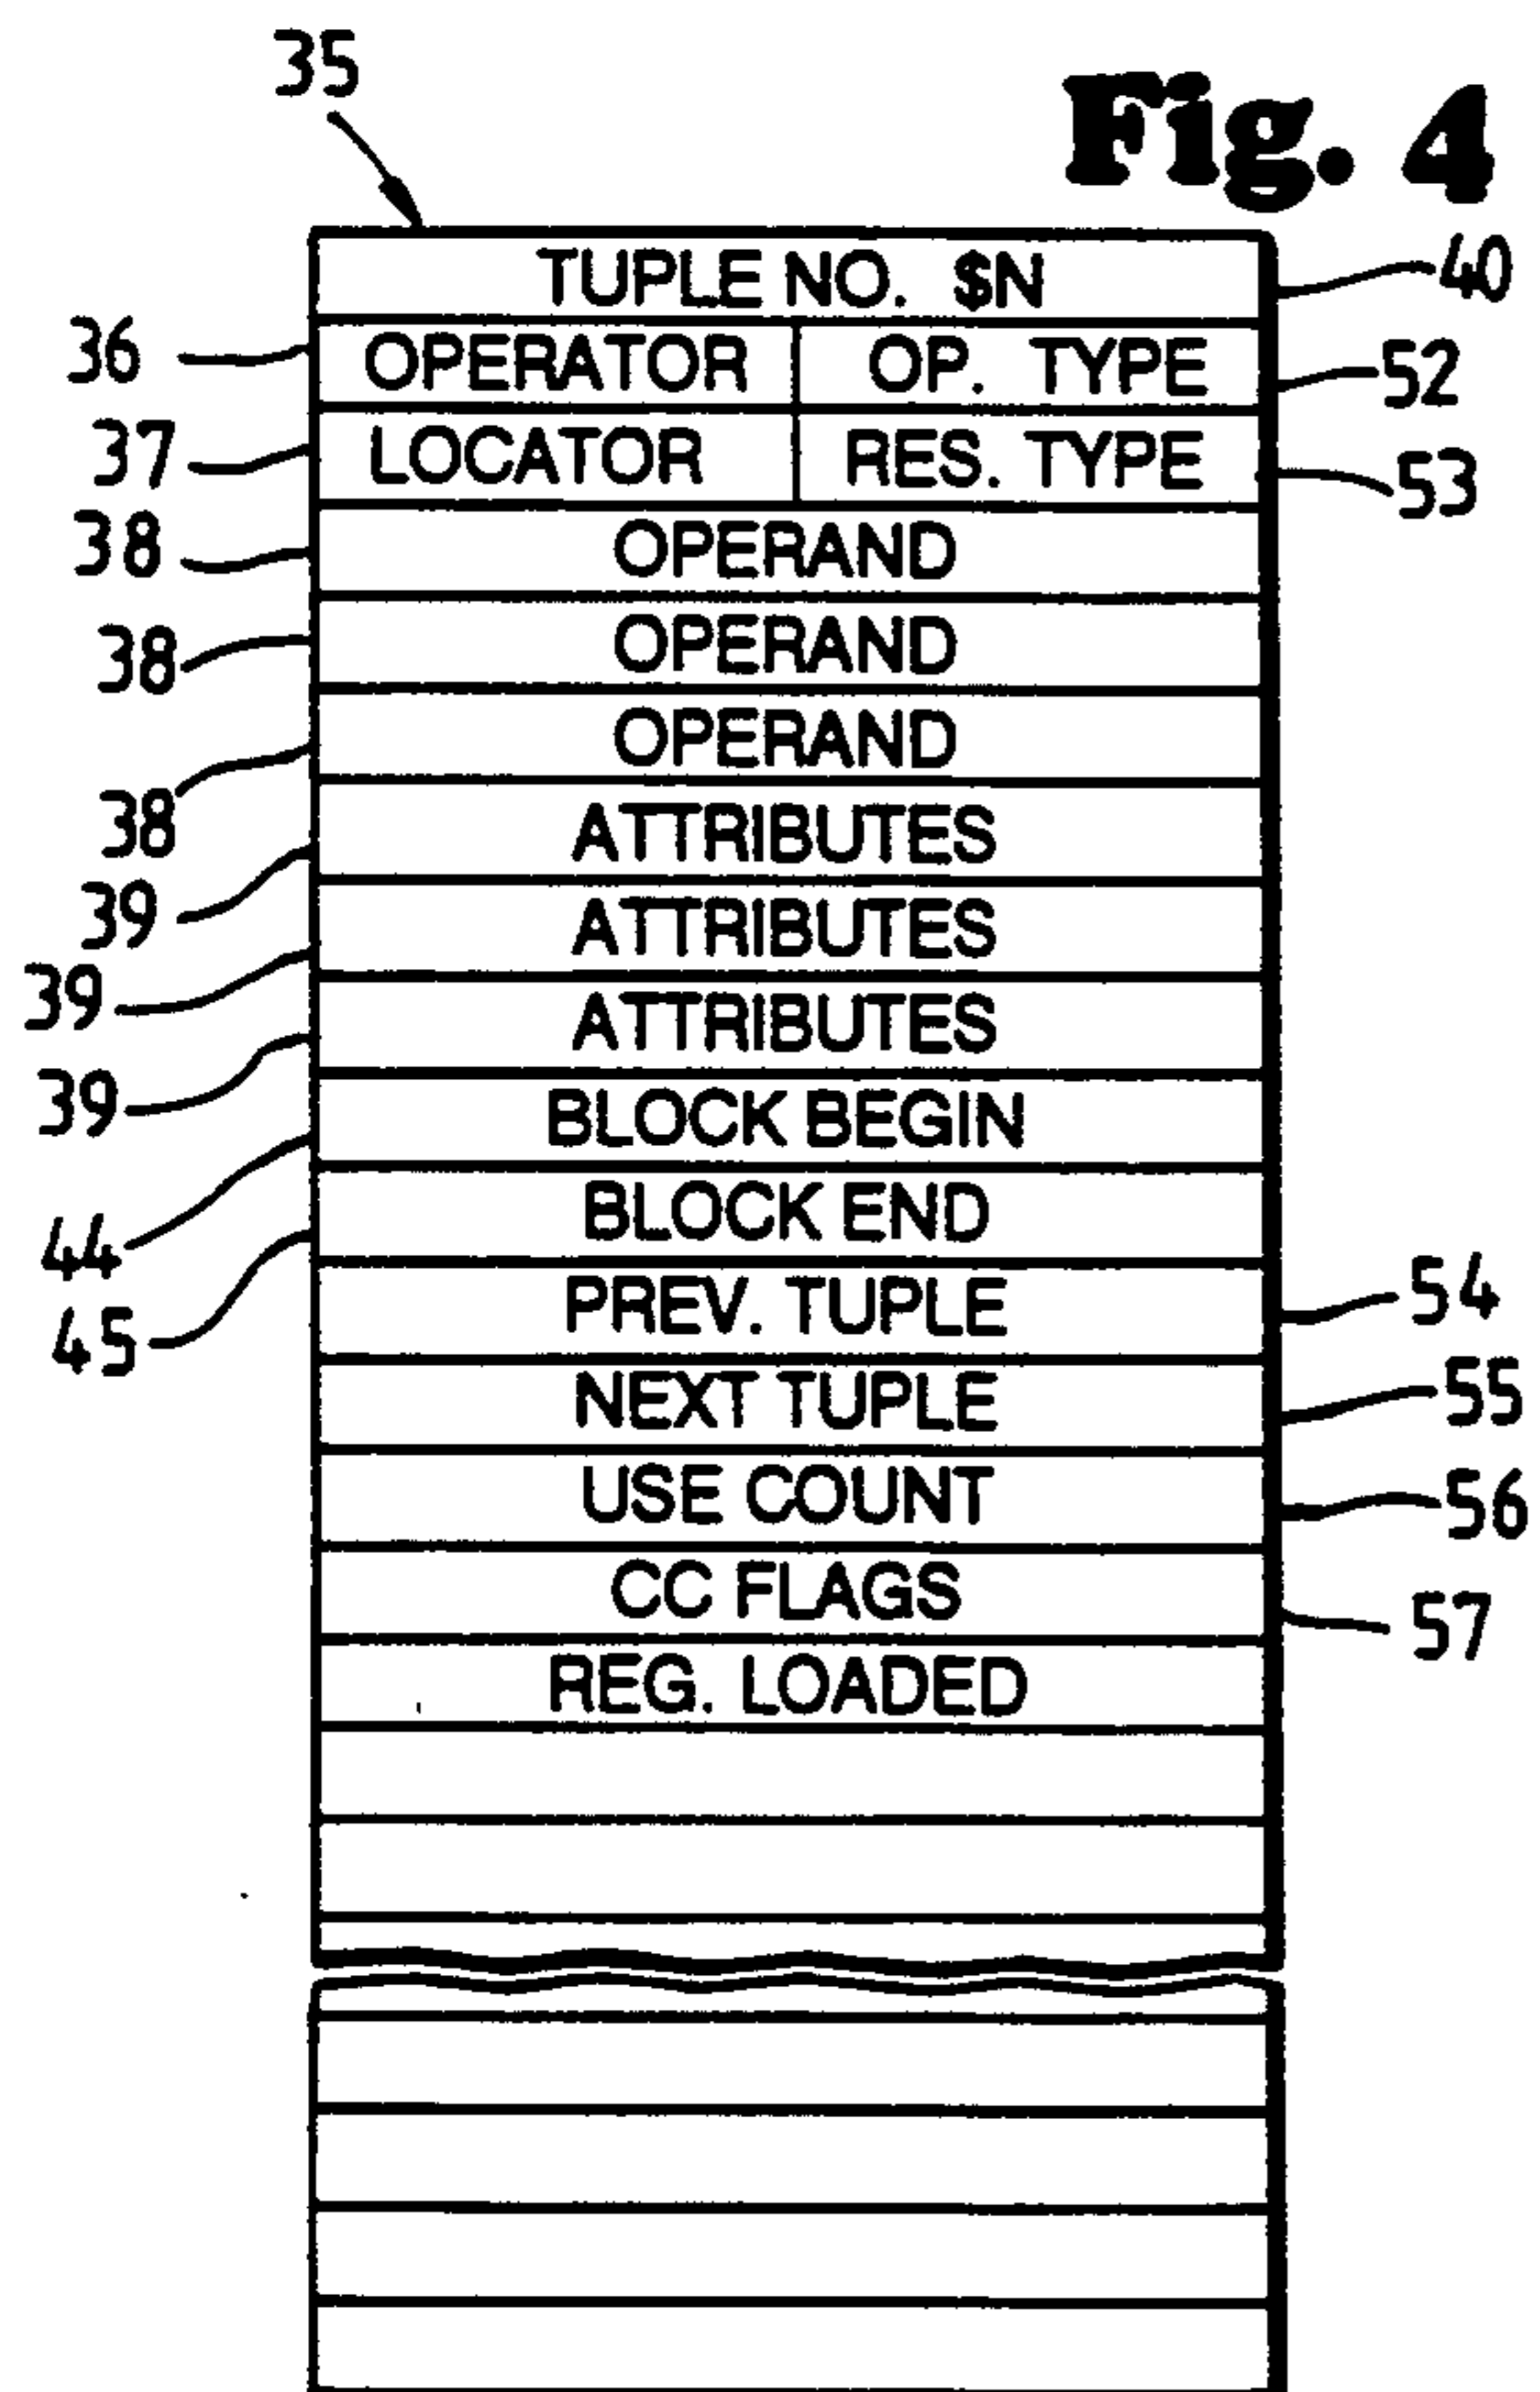 35
Fig. 4
TUPLE NO. $N 40
36 OPERATOR OP. TYPE 52
37 LOCATOR RES. TYPE 53
38 OPERAND
38 OPERAND
38 OPERAND
39 ATTRIBUTES
39 ATTRIBUTES
39 ATTRIBUTES
44 BLOCK BEGIN
45 BLOCK END
PREV. TUPLE 54
NEXT TUPLE 55
USE COUNT 56
CC FLAGS 57
REG. LOADED